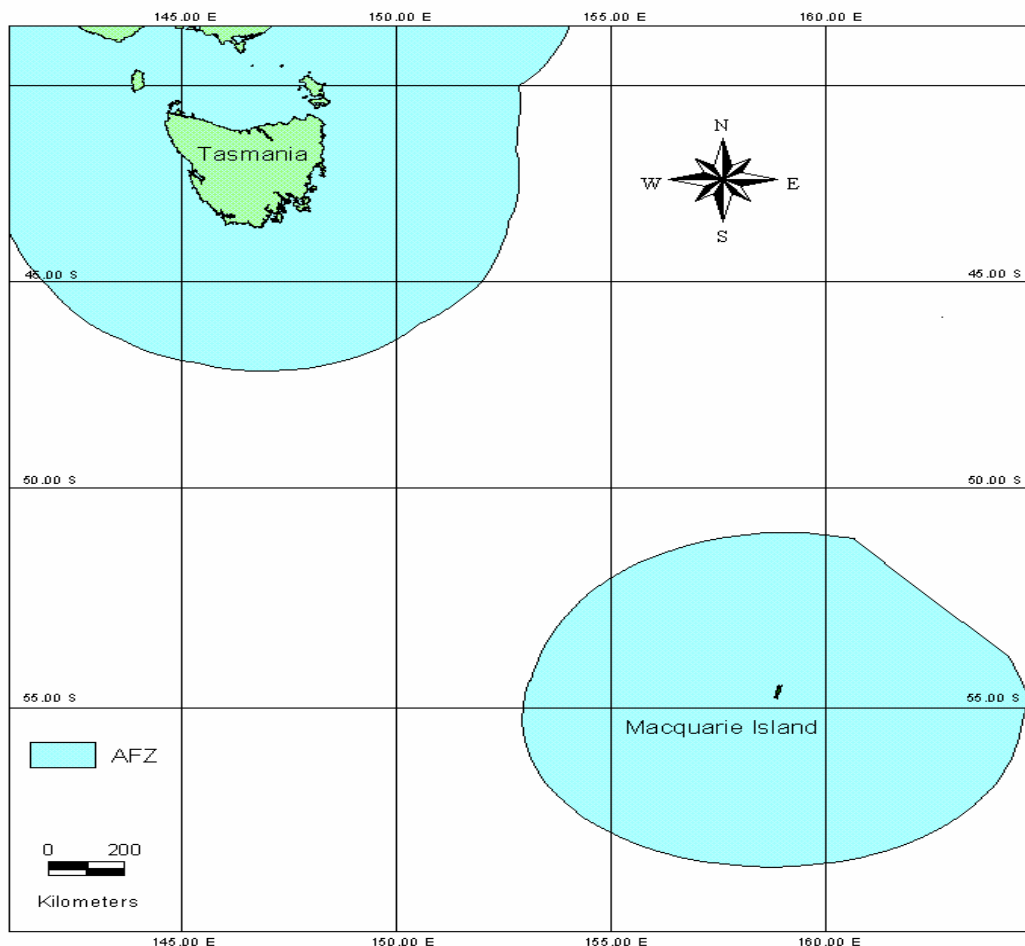 145.00 E 150.00 E 155.00 E 160.00 E
Tasmania
N
W E
S
45.00 S 45.00 S
50.00 S 50.00 S
55.00 S 55.00 S
Macquarie Island
AFZ
0 200
Kilometers
145.00 E 150.00 E 155.00 E 160.00 E